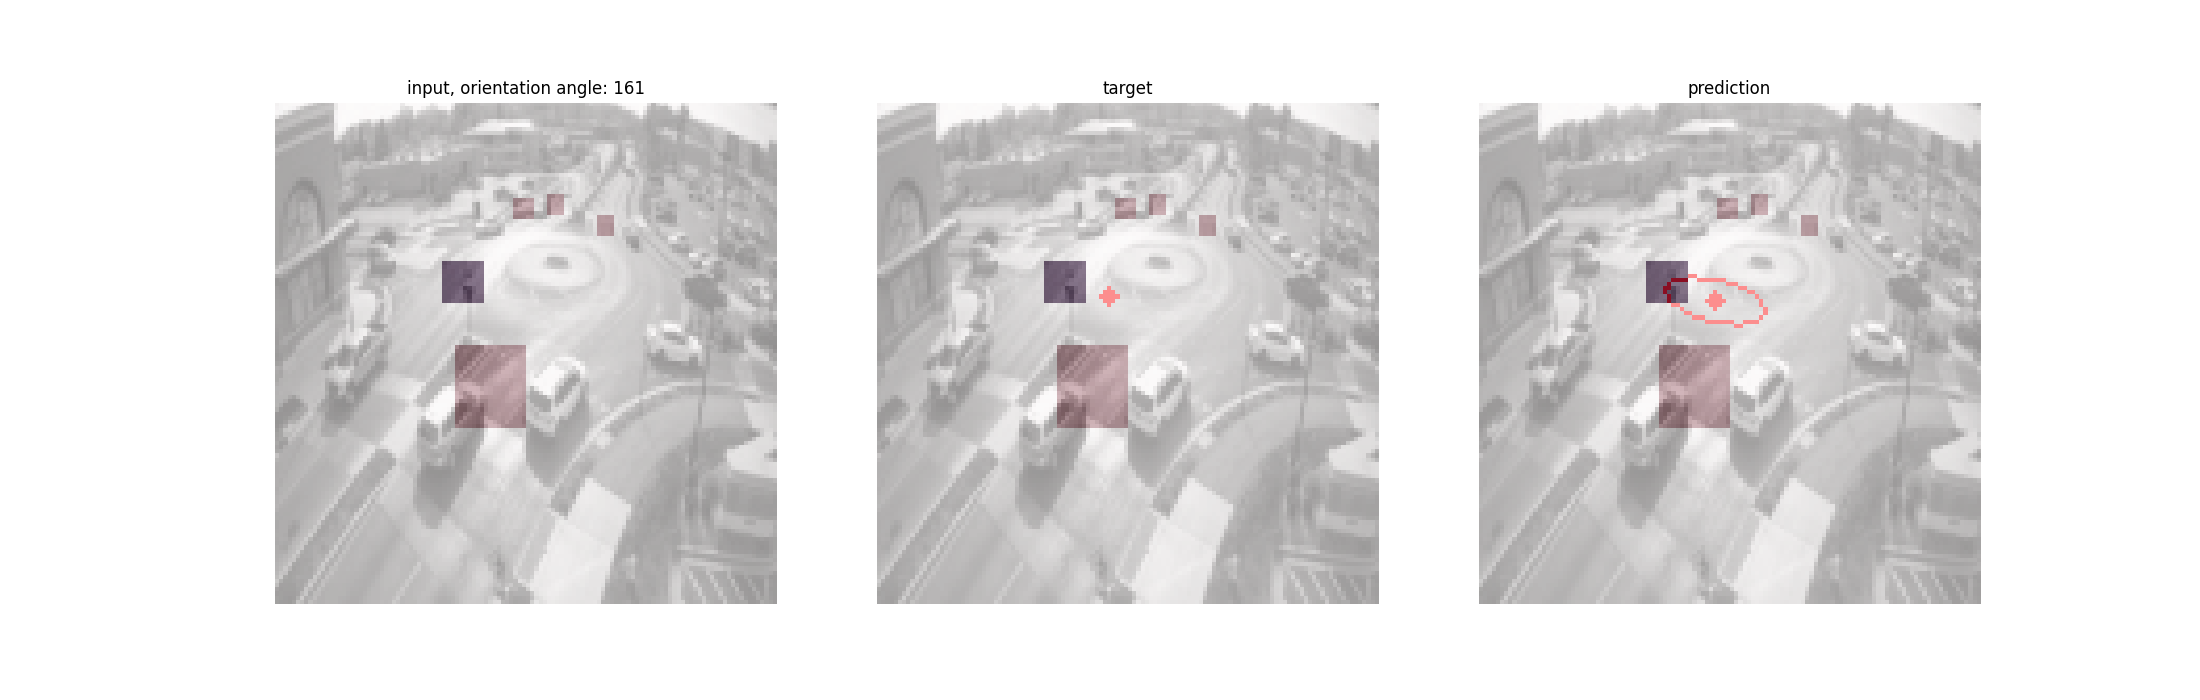 input, orientation angle: 161
target
prediction